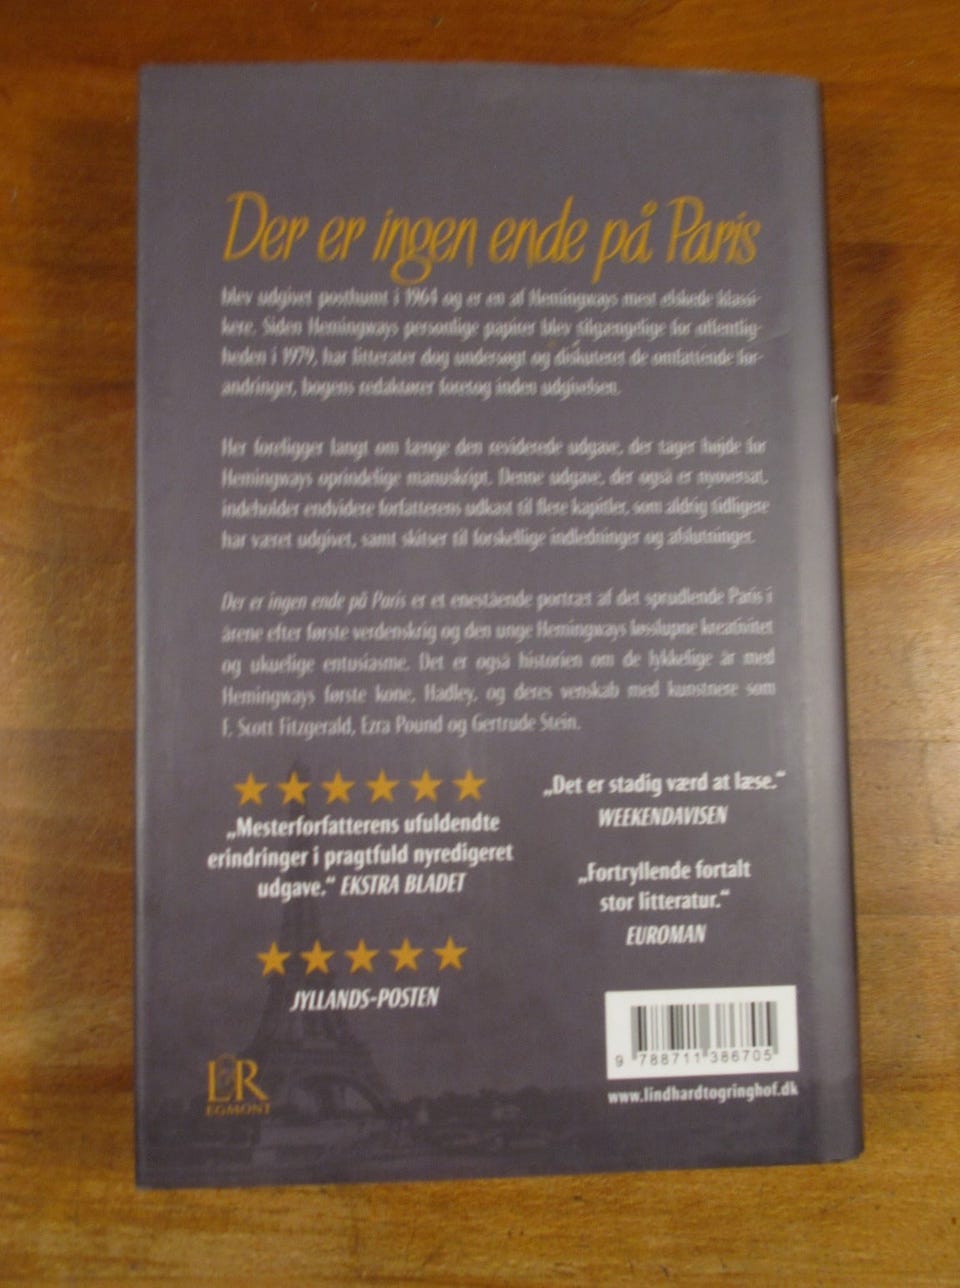 Der er ingen ende på Paris
blev udgivet posthumt i 1964 og er en af Hemingways mest elskede klassi-
kere. Siden Hemingways personlige papirer blev tilgængelige for offentlig-
heden i 1979, har litterater dog undersøgt og diskuteret de omfattende for-
andringer, bogens redaktører foretog inden udgivelsen.
Her foreligger langt om længe den reviderede udgave, der tager højde for
Hemingways oprindelige manuskript. Denne udgave, der også er nyoversat,
indeholder endvidere forfatterens udkast til flere kapitler, som aldrig tidligere
har været udgivet, samt skitser til forskellige indledninger og afslutninger.
Der er ingen ende på Paris er et enestående portræt af det sprudlende Paris i
årene efter første verdenskrig og den unge Hemingways løsslupne kreativitet
og ukuelige entusiasme. Det er også historien om de lykkelige år med
Hemingways første kone, Hadley, og deres venskab med kunstnere som
F. Scott Fitzgerald, Ezra Pound og Gertrude Stein.
„Mesterforfatterens ufuldendte
erindringer i pragtfuld nyredigeret
udgave.“ EKSTRA BLADET
JYLLANDS-POSTEN
„Det er stadig værd at læse.“
WEEKENDAVISEN
„Fortryllende fortalt
stor litteratur.“
EUROMAN
L&R
EGMONT
9 788711 386705
www.lindhardtogringhof.dk